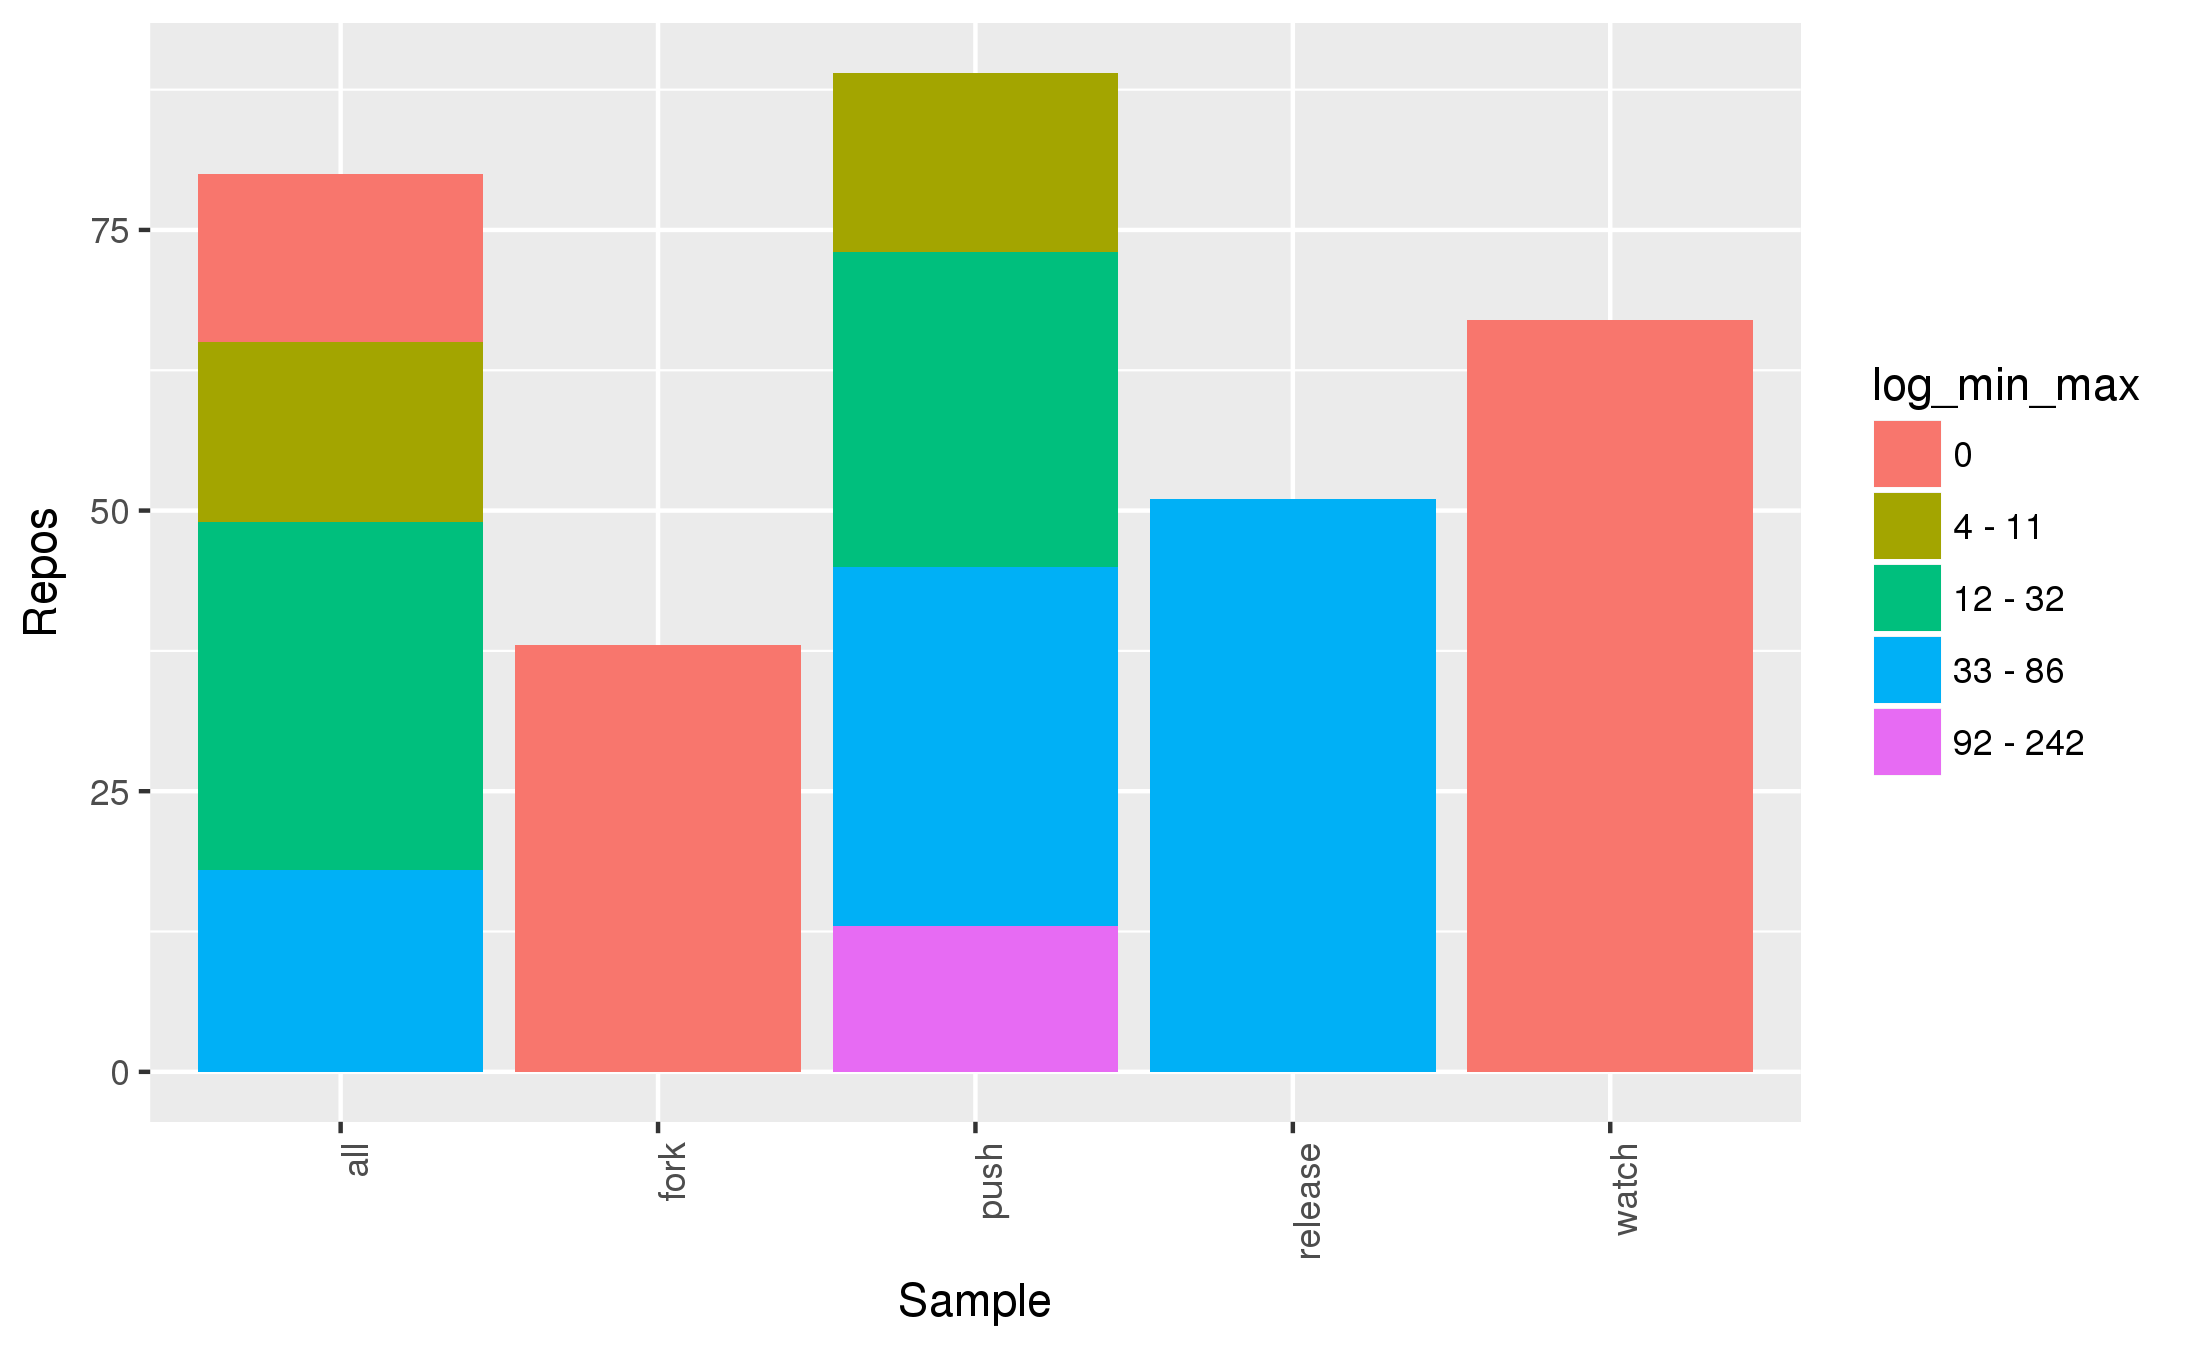 Repos
75
50
25
0
all
fork
push
release
watch
Sample
log_min_max
0
4 - 11
12 - 32
33 - 86
92 - 242